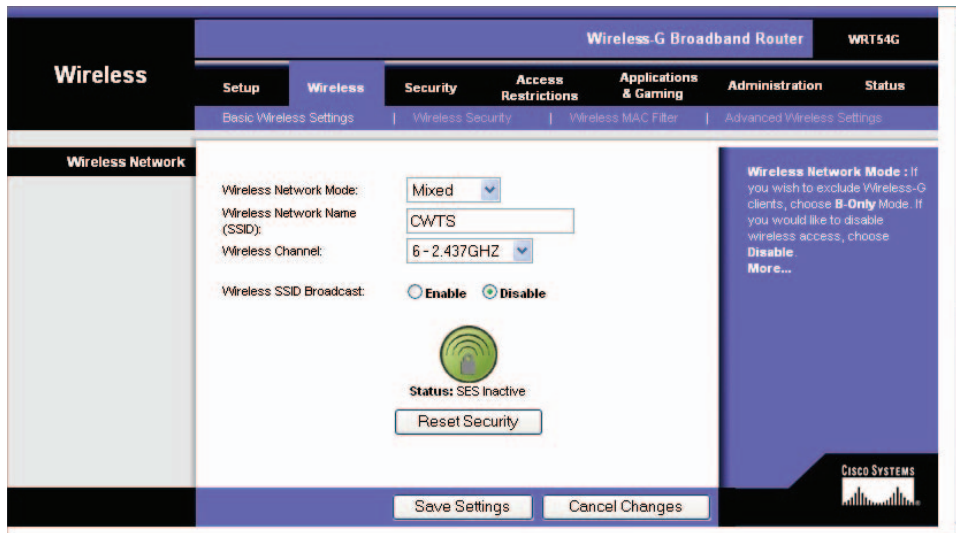 Wireless-G Broadband Router WRT54G
Wireless
Setup Wireless Security Access Restrictions Applications & Gaming Administration Status
Basic Wireless Settings | Wireless Security | Wireless MAC Filter | Advanced Wireless Settings
Wireless Network
Wireless Network Mode: Mixed
Wireless Network Name (SSID): CWTS
Wireless Channel: 6 - 2.437GHZ
Wireless SSID Broadcast: Enable Disable
Status: SES Inactive
Reset Security
Wireless Network Mode : If
you wish to exclude Wireless-G
clients, choose B-Only Mode. If
you would like to disable
wireless access, choose
Disable.
More...
CISCO SYSTEMS
Save Settings Cancel Changes